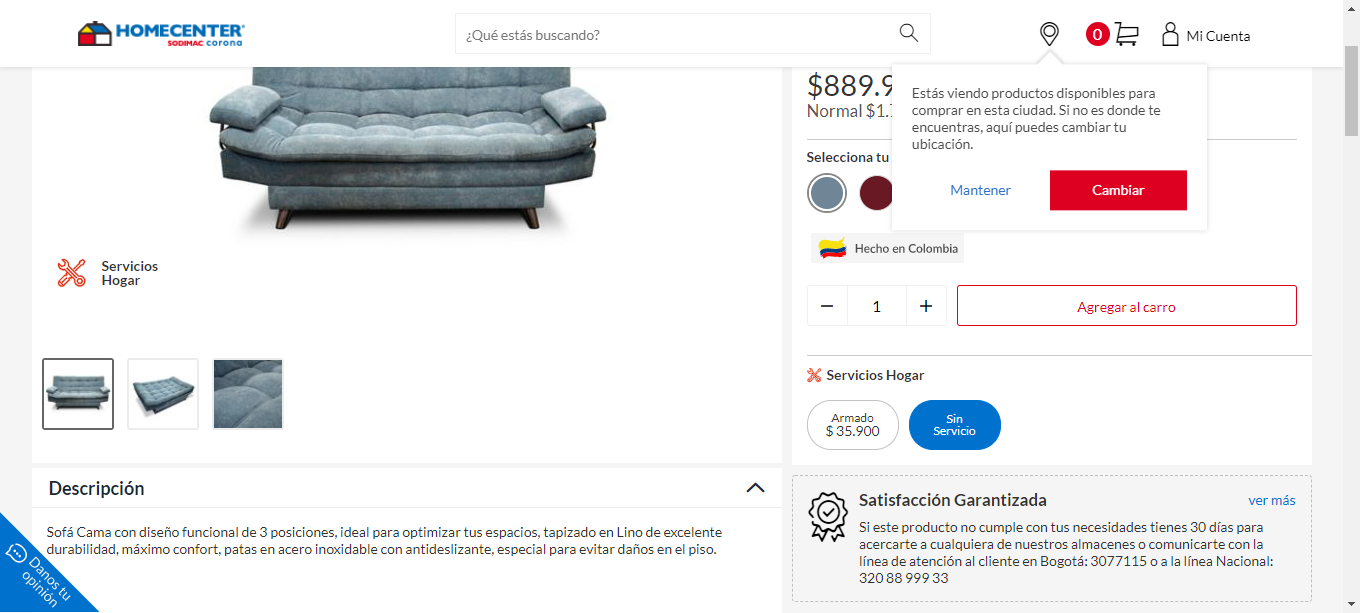 HOMECENTER
SODIMAC corona
¿Qué estás buscando?
0
Mi Cuenta
$889.9
Normal $1.
Estás viendo productos disponibles para
comprar en esta ciudad. Si no es donde te
encuentras, aquí puedes cambiar tu
ubicación.
Mantener
Cambiar
Selecciona tu
Hecho en Colombia
1
Agregar al carro
Servicios
Hogar
Servicios Hogar
Armado
$ 35.900
Sin
Servicio
Descripción
Sofá Cama con diseño funcional de 3 posiciones, ideal para optimizar tus espacios, tapizado en Lino de excelente
durabilidad, máximo confort, patas en acero inoxidable con antideslizante, especial para evitar daños en el piso.
Satisfacción Garantizada
ver más
Si este producto no cumple con tus necesidades tienes 30 días para
acercarte a cualquiera de nuestros almacenes o comunicarte con la
línea de atención al cliente en Bogotá: 3077115 o a la línea Nacional:
320 88 999 33
Danos tu
opinión